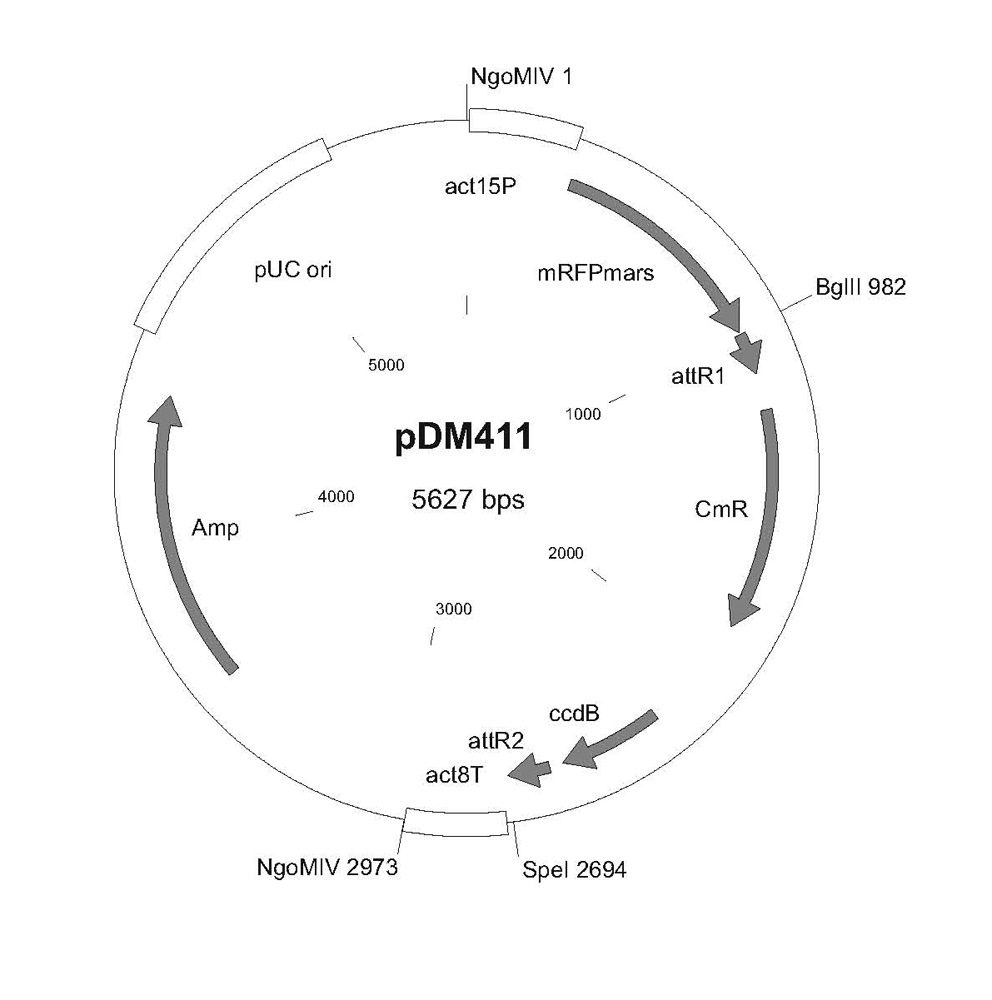 NgoMIV 1
act15P
pUC ori
mRFPmars
BglII 982
5000
attR1
1000
pDM411
4000
5627 bps
CmR
Amp
2000
3000
ccdB
attR2
act8T
NgoMIV 2973
SpeI 2694